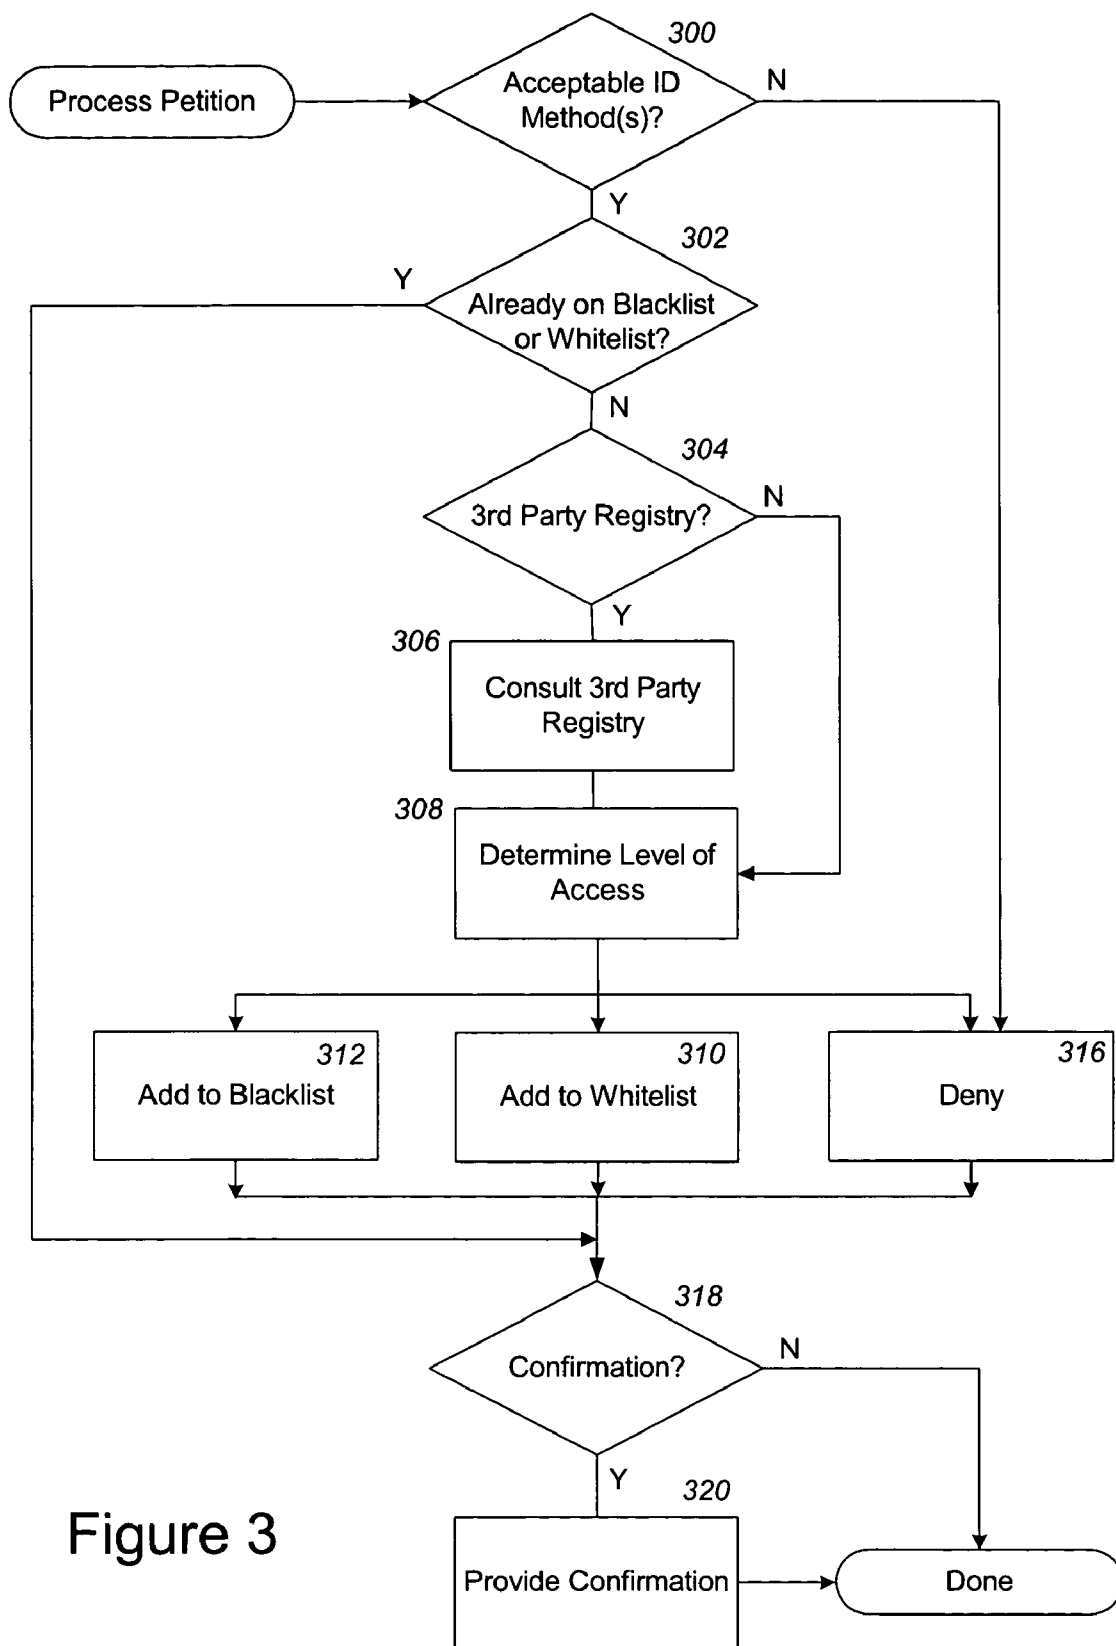 300
Process Petition
Acceptable ID
Method(s)?
N
Y
302
Y
Already on Blacklist
or Whitelist?
N
304
3rd Party Registry?
N
Y
306
Consult 3rd Party
Registry
308
Determine Level of
Access
312
Add to Blacklist
310
Add to Whitelist
316
Deny
318
Confirmation?
N
Y
320
Provide Confirmation
Done
Figure 3